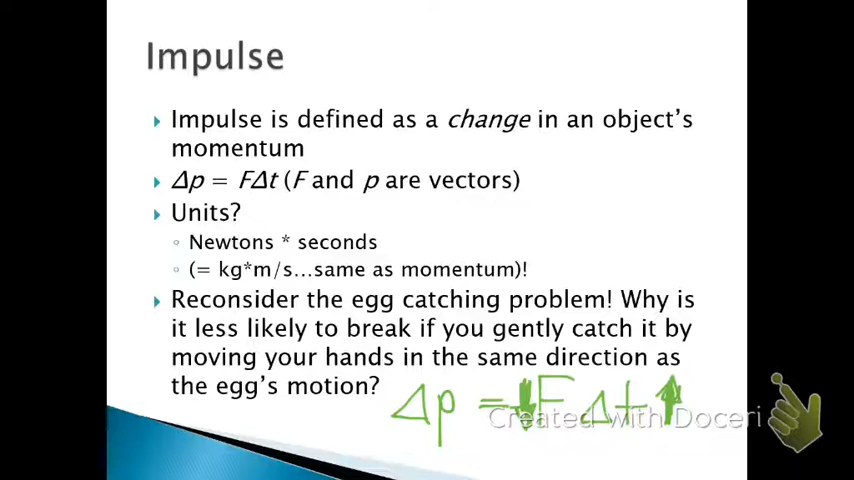 Impulse
Impulse is defined as a change in an object's
momentum
Δp = FΔt (F and p are vectors)
Units?
Newtons * seconds
(= kg*m/s...same as momentum)!
Reconsider the egg catching problem! Why is
it less likely to break if you gently catch it by
moving your hands in the same direction as
the egg's motion?
Δp = ↓F Δt ↑
Created with Doceri